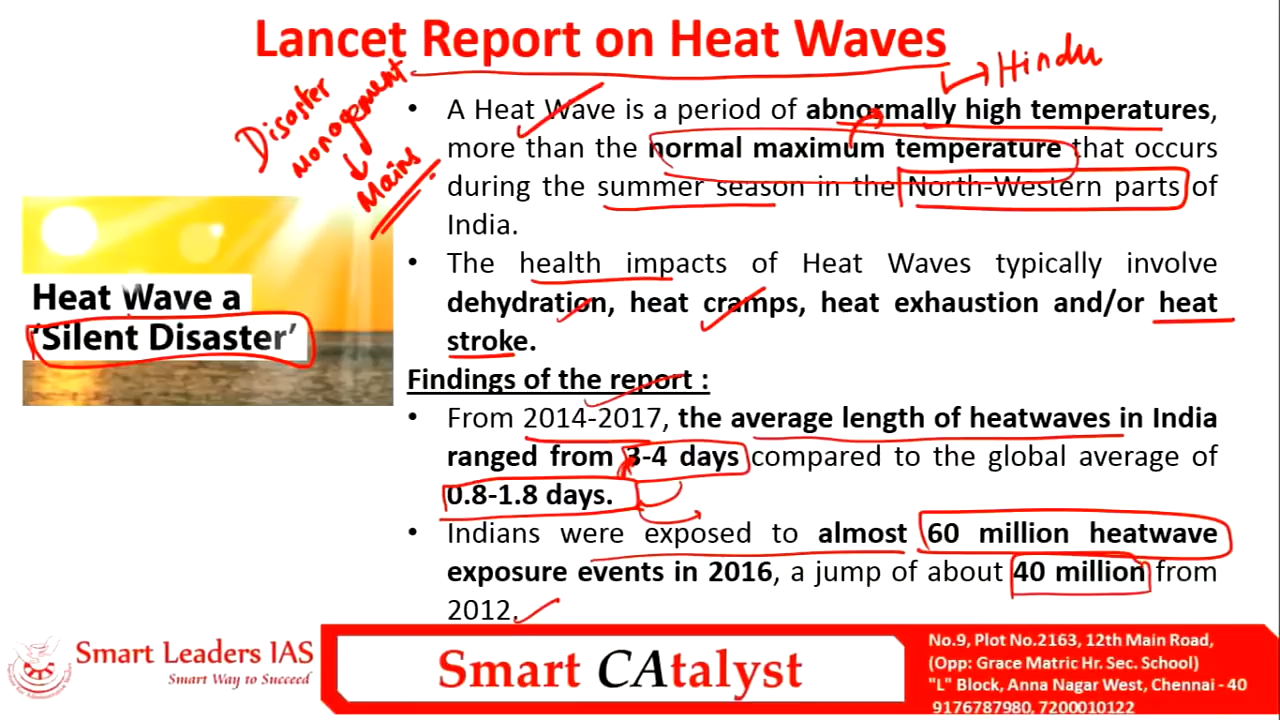 Lancet Report on Heat Waves
Hindu
Disaster
management
Mains
• A Heat Wave is a period of abnormally high temperatures,
more than the normal maximum temperature that occurs
during the summer season in the North-Western parts of
India.
• The health impacts of Heat Waves typically involve
dehydration, heat cramps, heat exhaustion and/or heat
stroke.
Heat Wave a
‘Silent Disaster’
Findings of the report :
• From 2014-2017, the average length of heatwaves in India
ranged from 3-4 days compared to the global average of
0.8-1.8 days.
• Indians were exposed to almost 60 million heatwave
exposure events in 2016, a jump of about 40 million from
2012.
Smart Leaders IAS
Smart Way to Succeed
Smart CAtalyst
No.9, Plot No.2163, 12th Main Road,
(Opp: Grace Matric Hr. Sec. School)
"L" Block, Anna Nagar West, Chennai - 40
9176787980, 7200010122